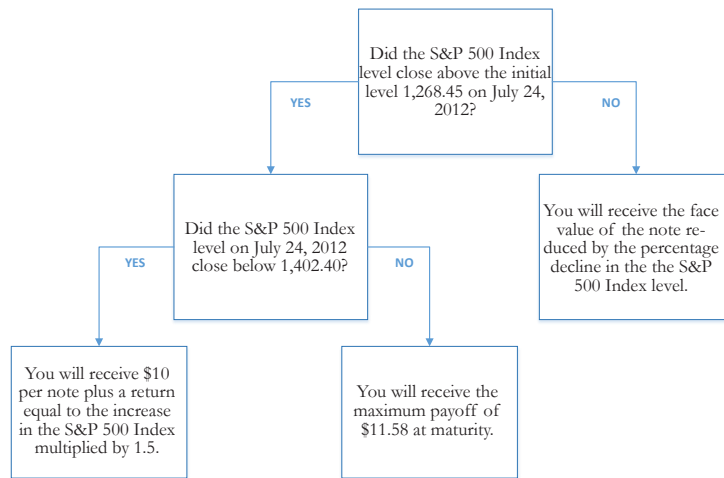 Did the S&P 500 Index
level close above the initial
level 1,268.45 on July 24,
2012?
YES
NO
Did the S&P 500 Index
level on July 24, 2012
close below 1,402.40?
You will receive the face
value of the note re-
duced by the percentage
decline in the the S&P
500 Index level.
YES
NO
You will receive $10
per note plus a return
equal to the increase
in the S&P 500 Index
multiplied by 1.5.
You will receive the
maximum payoff of
$11.58 at maturity.